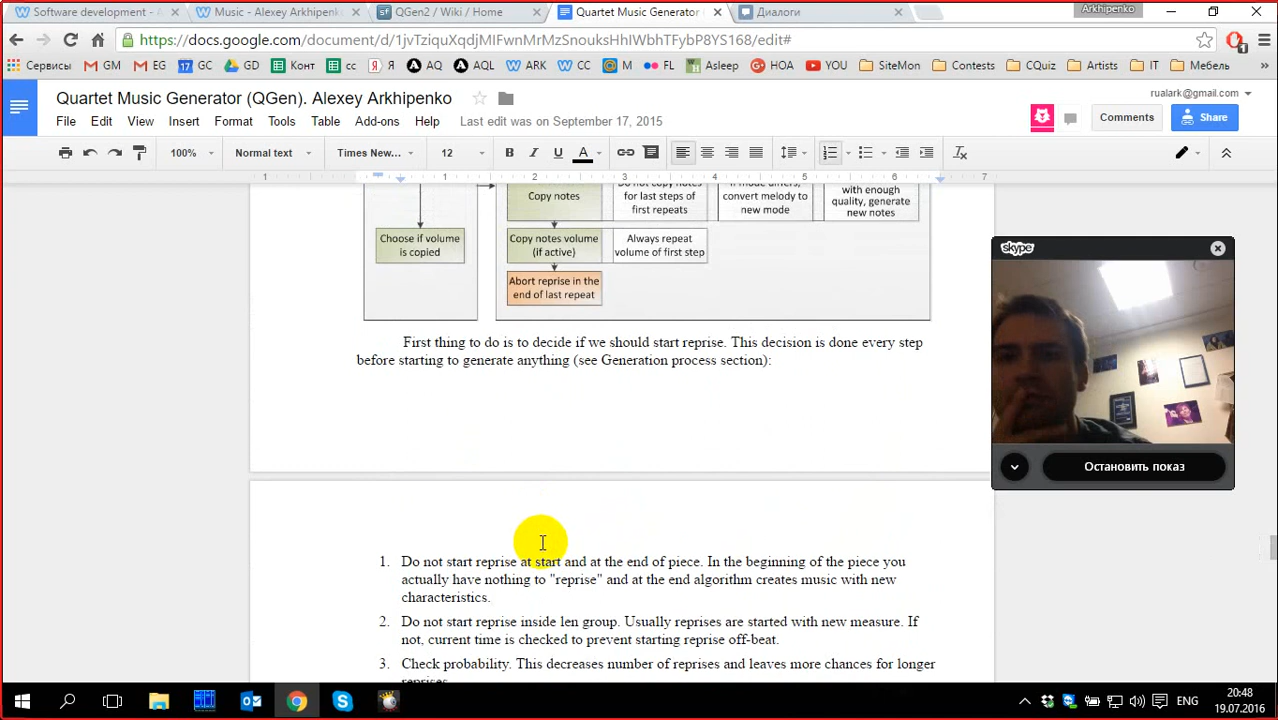 Arkhipenko
Software development -
Music - Alexey Arkhipenk
QGen2 / Wiki / Home
Quartet Music Generator
Диалоги
https://docs.google.com/document/d/1jvTziquXqdjMIFwnMrMzSnouksHhIWbhTFybP8YS168/edit#
Сервисы GM EG GC GD Конт cc Я AQ AQL ARK CC M FL Asleep HOA YOU SiteMon Contests CQuiz Artists IT Мебель
Quartet Music Generator (QGen). Alexey Arkhipenko
rualark@gmail.com
File Edit View Insert Format Tools Table Add-ons Help Last edit was on September 17, 2015
Comments
Share
100% Normal text Times New... 12
1 1 2 3 4 5 6 7
Copy notes
Do not copy notes
for last steps of
first repeats
If mode differs,
convert melody to
new mode
with enough
quality, generate
new notes
Choose if volume
is copied
Copy notes volume
(if active)
Always repeat
volume of first step
Abort reprise in the
end of last repeat
First thing to do is to decide if we should start reprise. This decision is done every step
before starting to generate anything (see Generation process section):
1. Do not start reprise at start and at the end of piece. In the beginning of the piece you
actually have nothing to "reprise" and at the end algorithm creates music with new
characteristics.
2. Do not start reprise inside len group. Usually reprises are started with new measure. If
not, current time is checked to prevent starting reprise off-beat.
3. Check probability. This decreases number of reprises and leaves more chances for longer
reprises.
skype
Остановить показ
ENG
20:48
19.07.2016